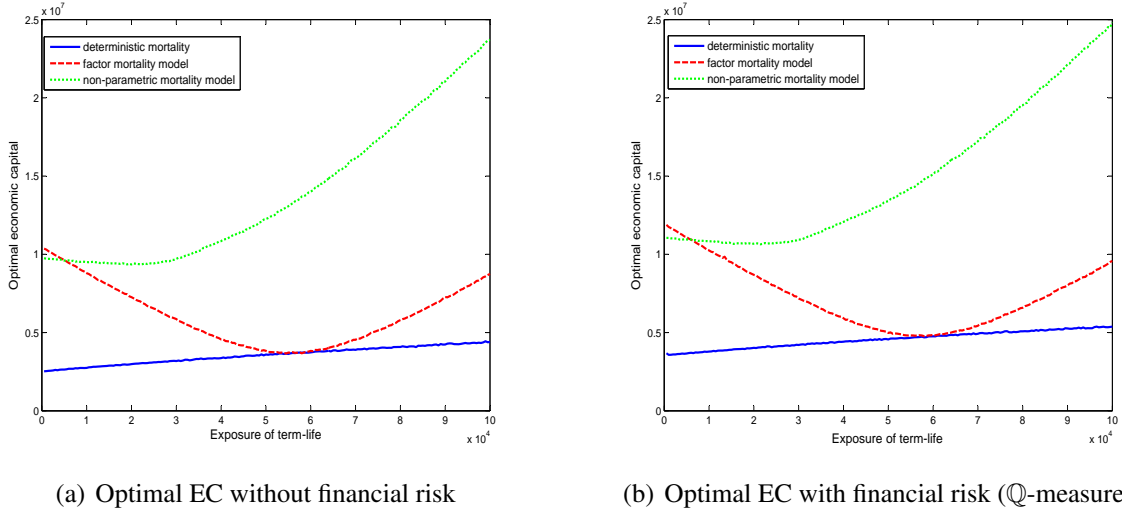 x 10^7
2.5
2
1.5
1
0.5
0
Optimal economic capital
deterministic mortality
factor mortality model
non-parametric mortality model
0 1 2 3 4 5 6 7 8 9 10
Exposure of term-life
x 10^4
(a) Optimal EC without financial risk
x 10^7
2.5
2
1.5
1
0.5
0
Optimal economic capital
deterministic mortality
factor mortality model
non-parametric mortality model
0 1 2 3 4 5 6 7 8 9 10
Exposure of term-life
x 10^4
(b) Optimal EC with financial risk (ℚ-measure